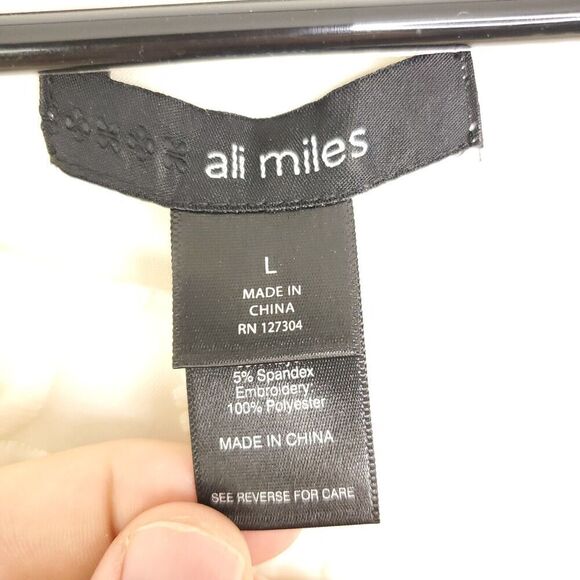 ali miles
L
MADE IN
CHINA
RN 127304
5% Spandex
Embroidery:
100% Polyester
MADE IN CHINA
SEE REVERSE FOR CARE